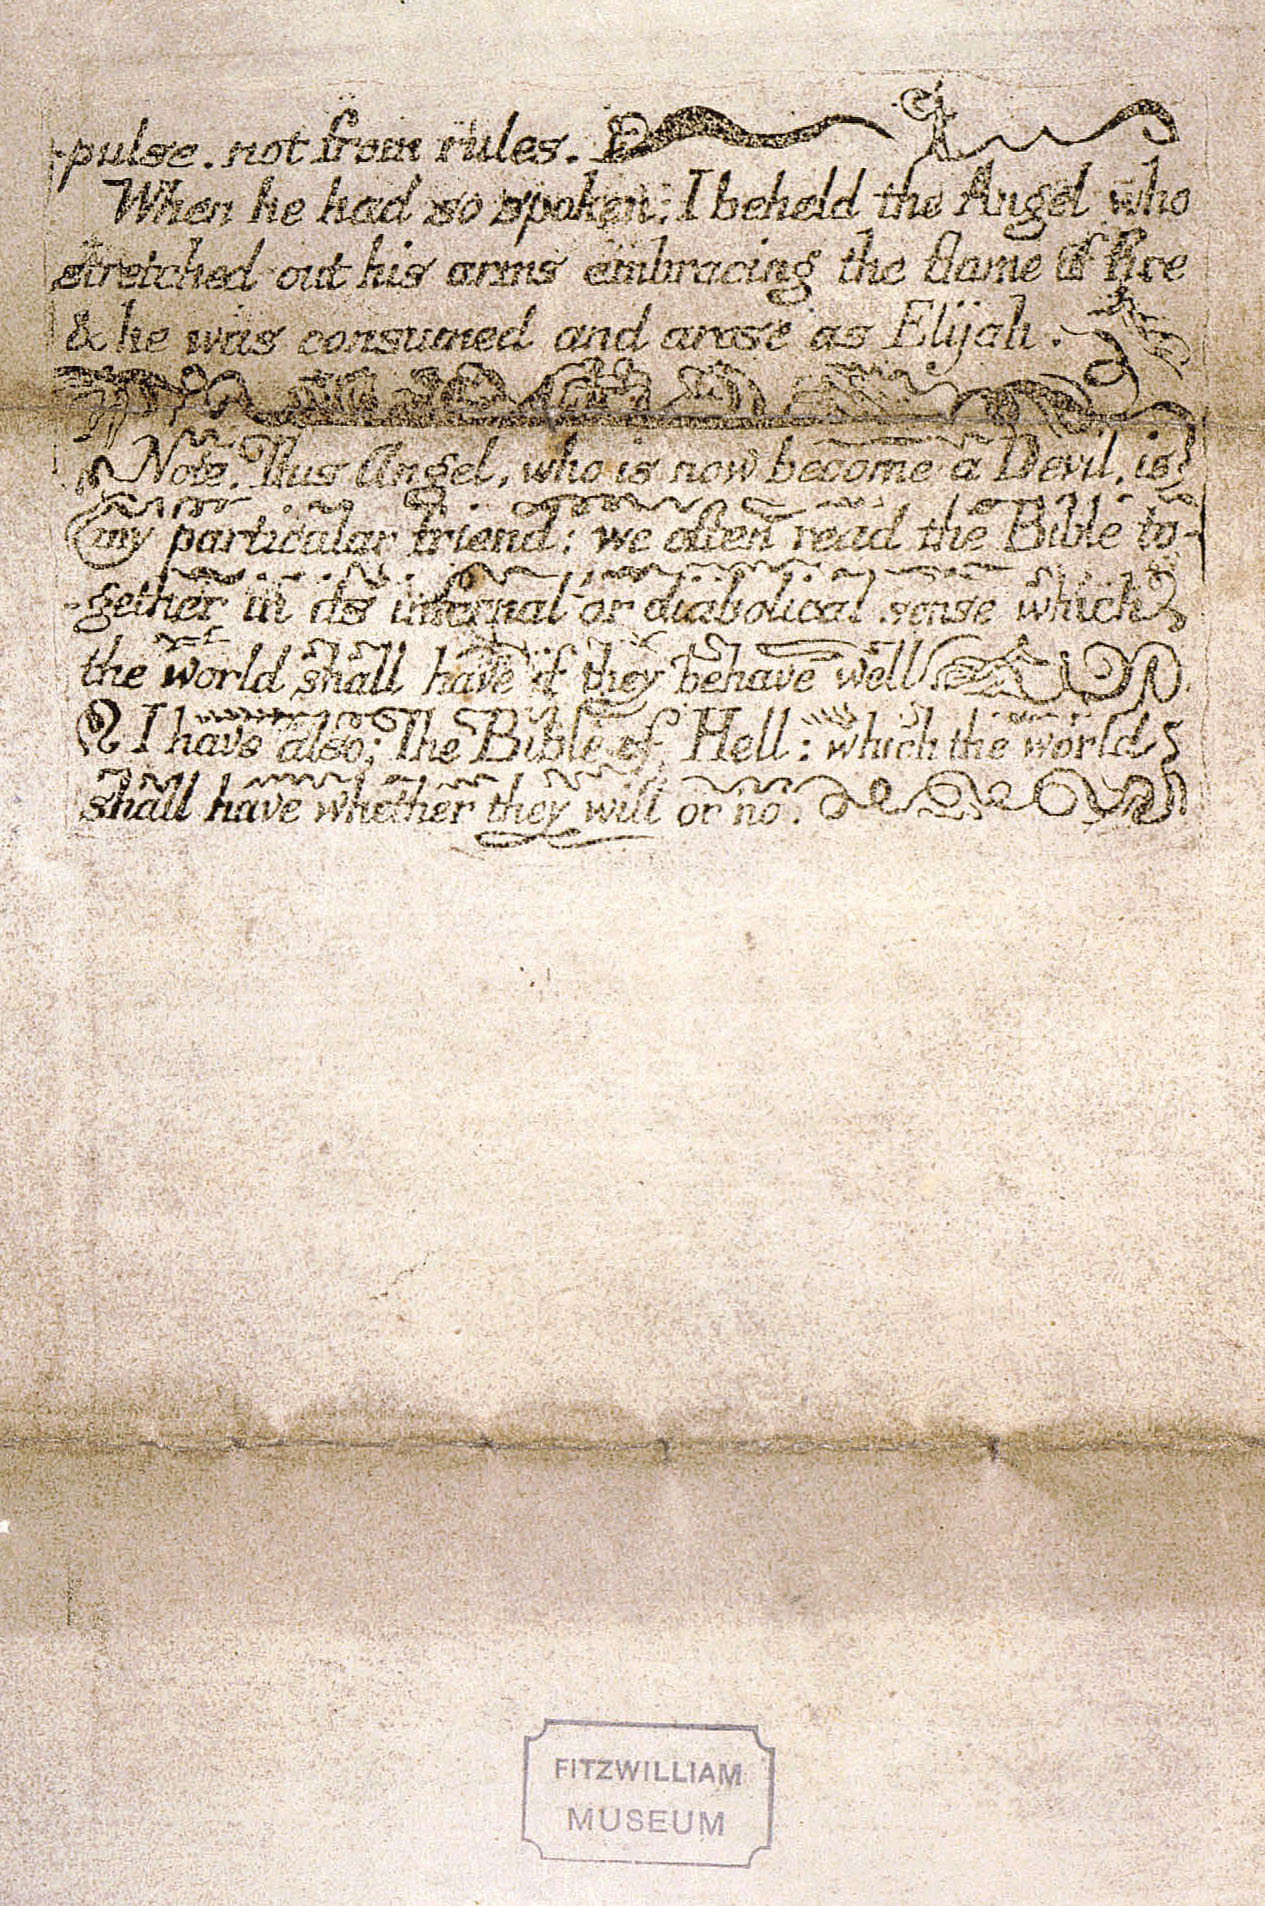 -pulse. not from rules.
When he had so spoken: I beheld the Angel who
stretched out his arms embracing the flame of fire
& he was consumed and arose as Elijah.
Note. This Angel, who is now become a Devil, is
my particular friend: we often read the Bible to-
-gether in its infernal or diabolical sense which
the world shall have if they behave well
I have also: The Bible of Hell: which the world
shall have whether they will or no.
FITZWILLIAM
MUSEUM